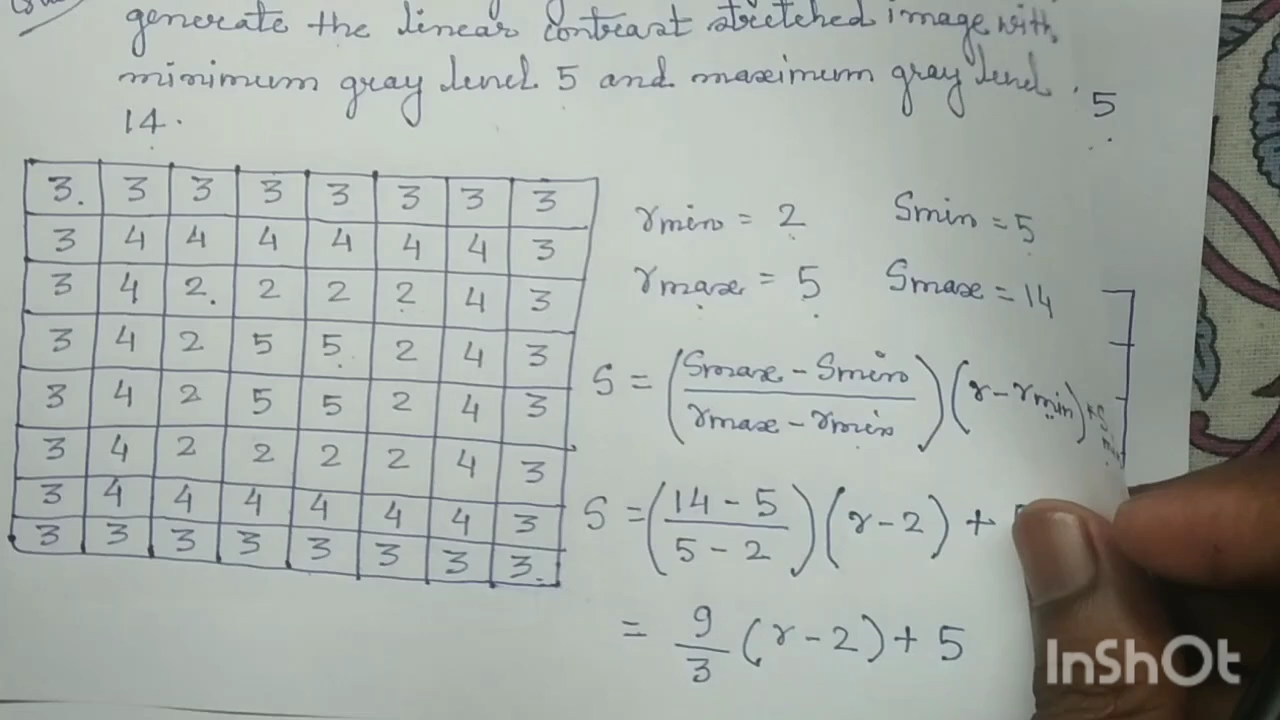 generate the linear contrast stretched image with
minimum gray level 5 and maximum gray level
14.
5
3. 3 3 3 3 3 3 3
3 4 4 4 4 4 4 3
3 4 2. 2 2 2 4 3
3 4 2 5 5. 2 4 3
3 4 2 5 5 2 4 3
3 4 2 2 2 2 4 3
3 4 4 4 4 4 4 3
3 3 3 3 3 3 3 3.
rmin = 2 Smin = 5
rmax = 5 Smax = 14
S = (Smax - Smin / rmax - rmin) (r - rmin) + Smin
S = (14 - 5 / 5 - 2) (r - 2) +
= 9/3 (r - 2) + 5
InShOt